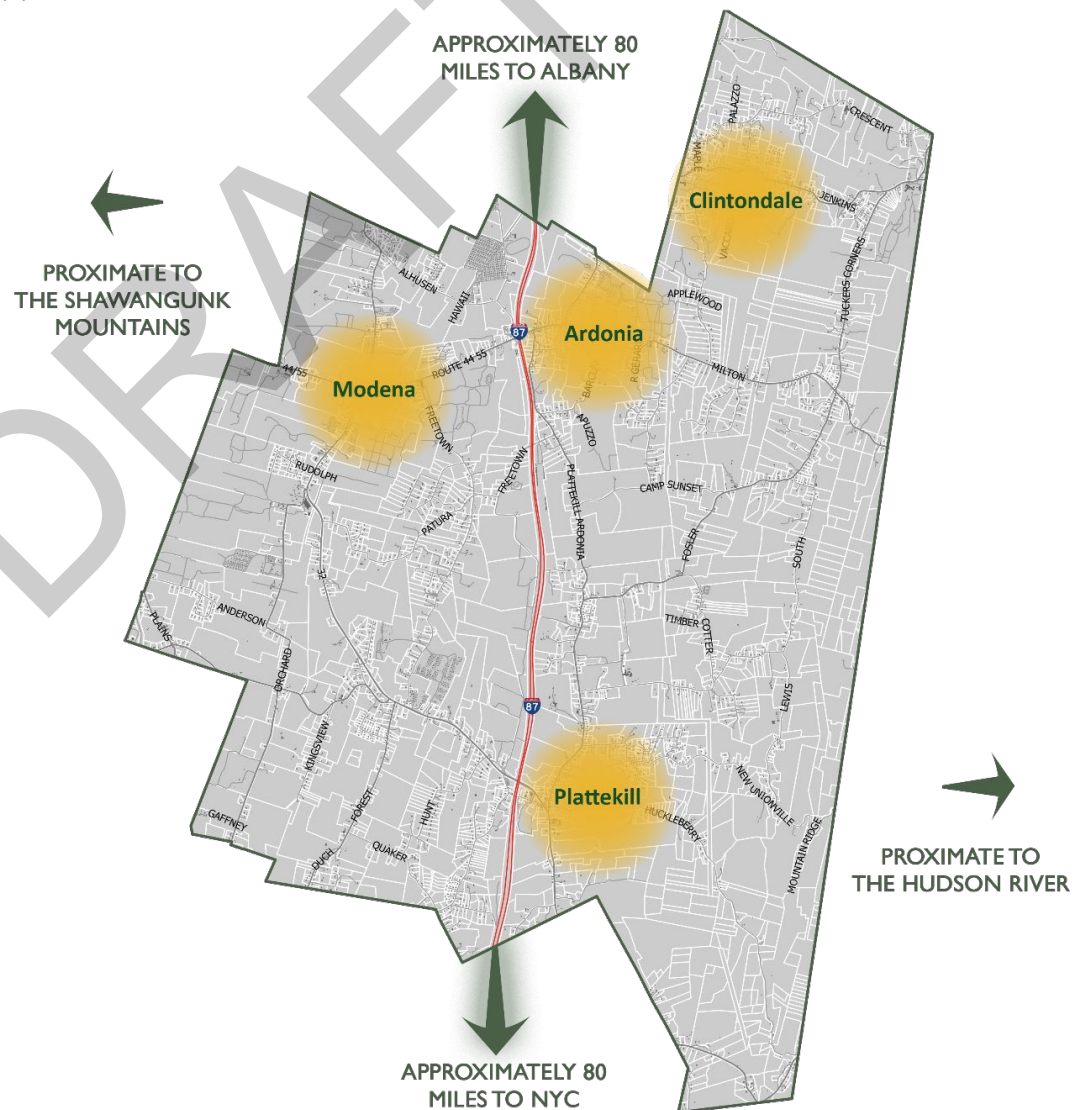 DRAFT
APPROXIMATELY 80
MILES TO ALBANY
PALAZZO
CRESCENT
MAPLE
Clintondale
JENKINS
TUCKERS CORNERS
PROXIMATE TO
THE SHAWANGUNK
MOUNTAINS
ALHUSEN
HAWAII
APPLEWOOD
87
Ardonia
44/55
ROUTE 44 55
MILTON
Modena
FREETOWN
APUZZO
RUDOLPH
FREETOWN
PLATTEKILL ARDONIA
CAMP SUNSET
PATURA
FOSLER
SOUTH
32
ANDERSON
PLAINS
TIMBER
COTTER
ORCHARD
LEWIS
87
KINGSVIEW
NEW UNIONVILLE
Plattekill
HUCKLEBERRY
GAFFNEY
FOREST
HUNT
DUCH
QUAKER
MOUNTAIN RIDGE
PROXIMATE TO
THE HUDSON RIVER
APPROXIMATELY 80
MILES TO NYC